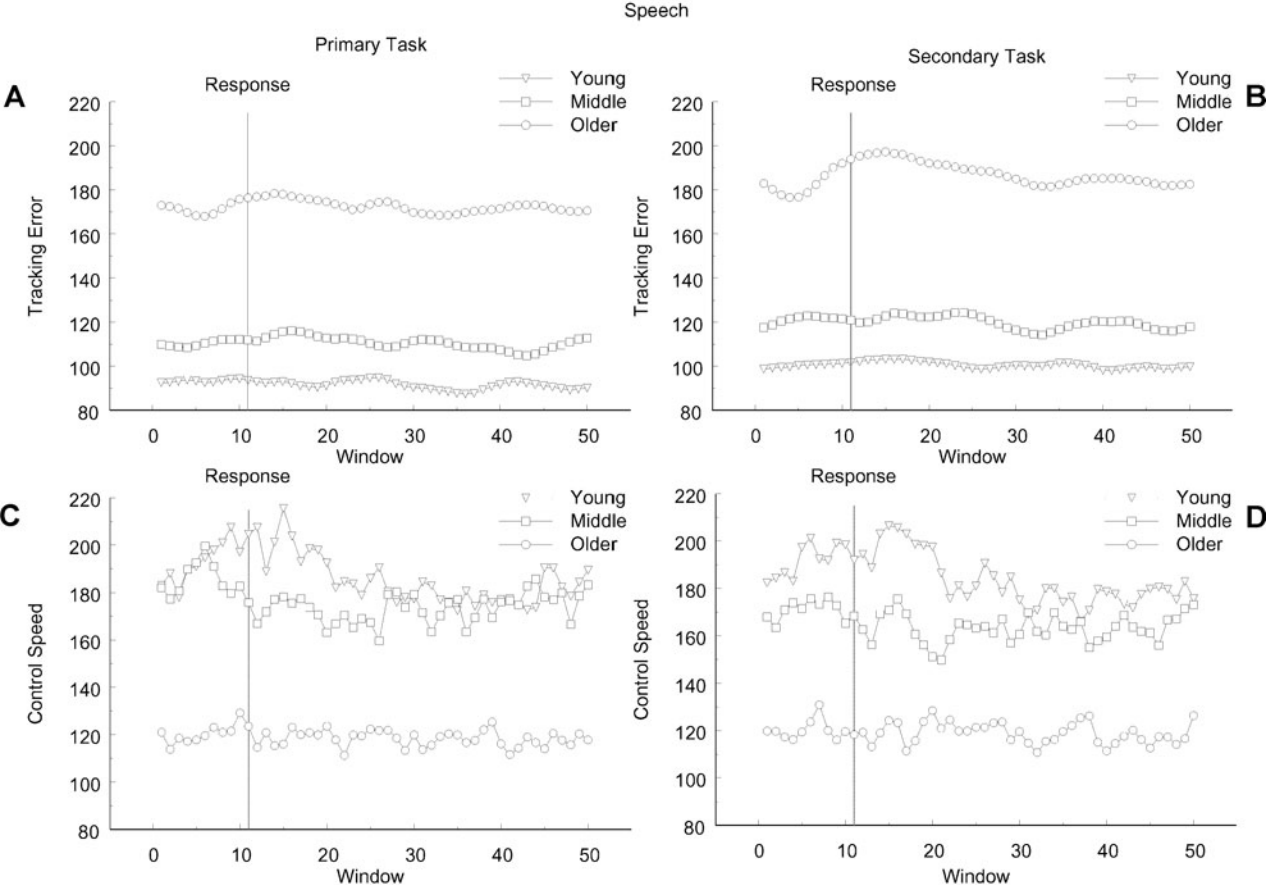 Speech
Primary Task
Secondary Task
A
Response
Young
Middle
Older
220
200
180
160
140
120
100
80
Tracking Error
0 10 20 30 40 50
Window
B
Response
Young
Middle
Older
220
200
180
160
140
120
100
80
Tracking Error
0 10 20 30 40 50
Window
C
Response
Young
Middle
Older
220
200
180
160
140
120
100
80
Control Speed
0 10 20 30 40 50
Window
D
Response
Young
Middle
Older
220
200
180
160
140
120
100
80
Control Speed
0 10 20 30 40 50
Window